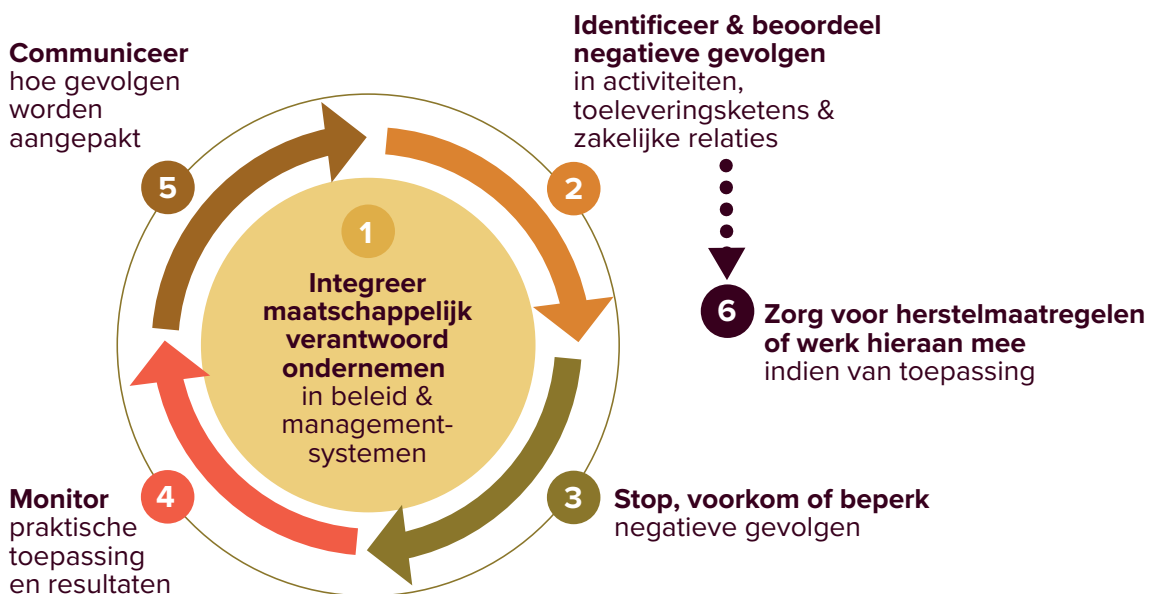 1
Integreer
maatschappelijk
verantwoord
ondernemen
in beleid &
management-
systemen
2
Identificeer & beoordeel
negatieve gevolgen
in activiteiten,
toeleveringsketens &
zakelijke relaties
3
Stop, voorkom of beperk
negatieve gevolgen
4
Monitor
praktische
toepassing
en resultaten
5
Communiceer
hoe gevolgen
worden
aangepakt
6
Zorg voor herstelmaatregelen
of werk hieraan mee
indien van toepassing